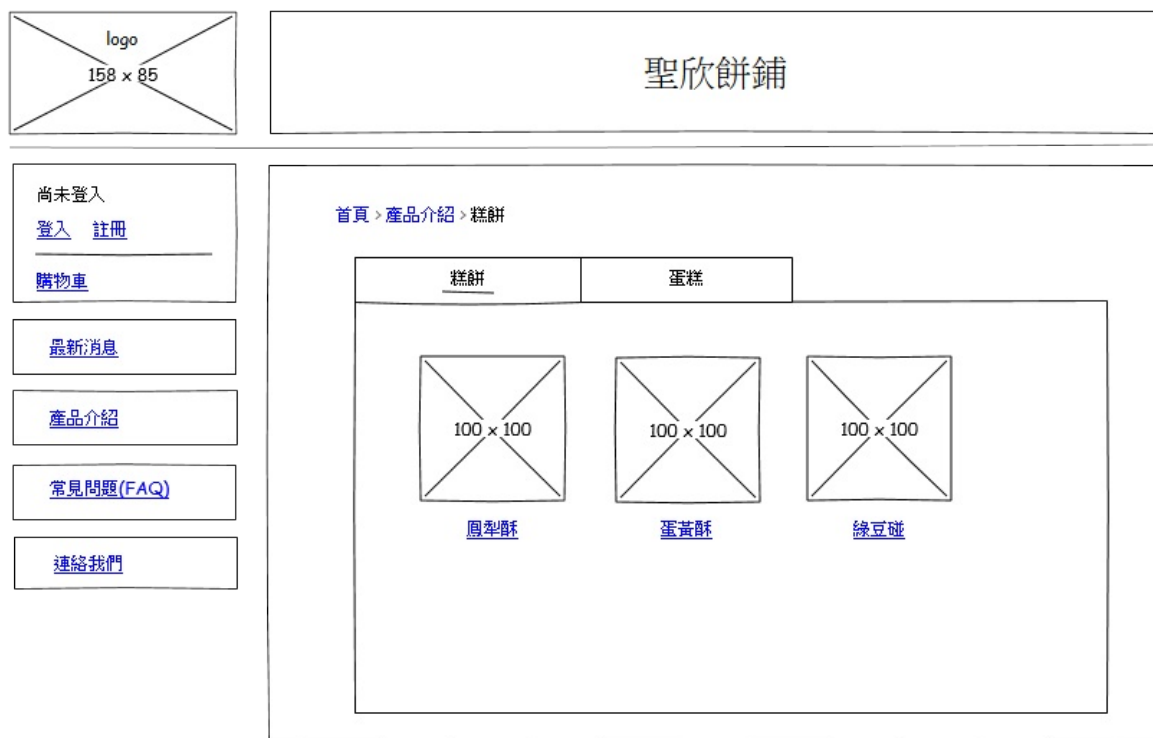 logo
158 x 85
聖欣餅鋪
尚未登入
登入 註冊
購物車
最新消息
產品介紹
常見問題(FAQ)
連絡我們
首頁 > 產品介紹 > 糕餅
糕餅 蛋糕
100 x 100 100 x 100 100 x 100
鳳犁酥 蛋黃酥 綠豆碰